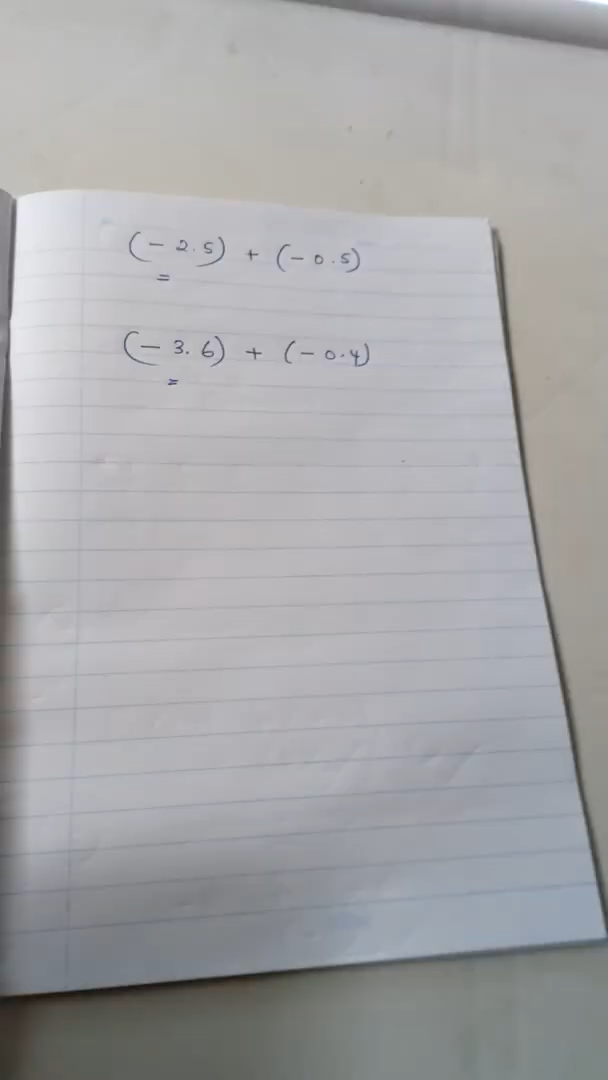 (- 2.5) + (- 0.5)
=
(- 3.6) + (- 0.4)
=